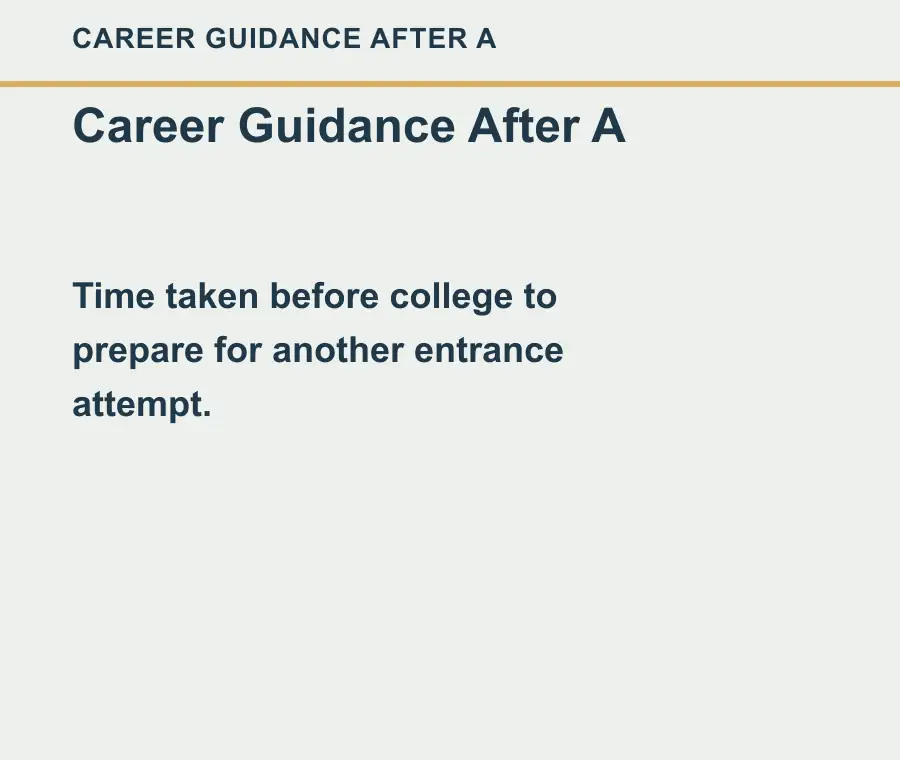 CAREER GUIDANCE AFTER A
Career Guidance After A
Time taken before college to
prepare for another entrance
attempt.